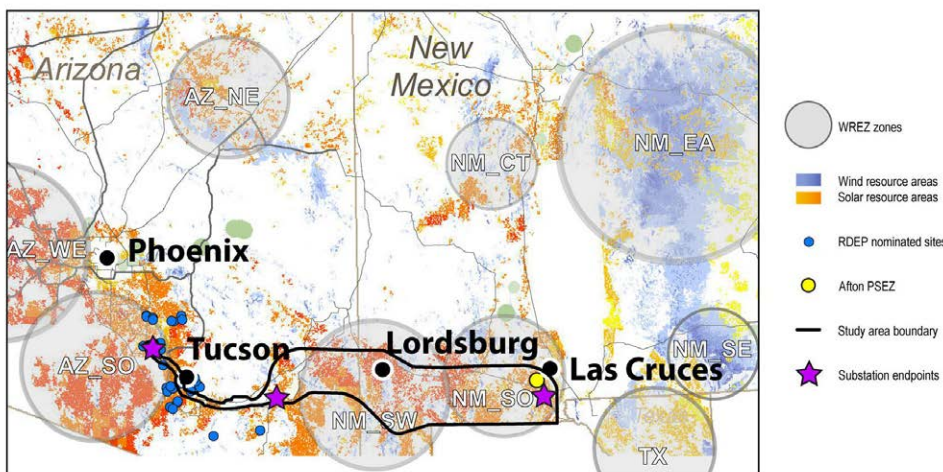 Arizona
New
Mexico
AZ_NE
NM_CT
NM_EA
AZ_WE
Phoenix
AZ_SO
Tucson
Lordsburg
Las Cruces
NM_SW
NM_SO
NM_SE
TX
WREZ zones
Wind resource areas
Solar resource areas
RDEP nominated sites
Afton PSEZ
Study area boundary
Substation endpoints